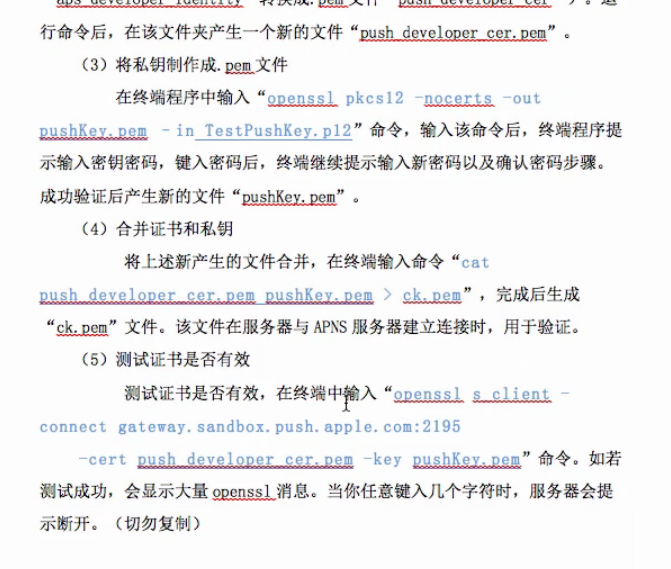 aps_developer_identity”转换成.pem 文件“push_developer_cer”）。运
行命令后，在该文件夹产生一个新的文件“push_developer_cer.pem”。
（3）将私钥制作成.pem 文件
在终端程序中输入“openssl pkcs12 -nocerts -out
pushKey.pem -in TestPushKey.p12”命令，输入该命令后，终端程序提
示输入密钥密码，键入密码后，终端继续提示输入新密码以及确认密码步骤。
成功验证后产生新的文件“pushKey.pem”。
（4）合并证书和私钥
将上述新产生的文件合并，在终端输入命令“cat
push_developer_cer.pem pushKey.pem > ck.pem”，完成后生成
“ck.pem”文件。该文件在服务器与 APNS 服务器建立连接时，用于验证。
（5）测试证书是否有效
测试证书是否有效，在终端中输入“openssl s_client -
connect gateway.sandbox.push.apple.com:2195
-cert push_developer_cer.pem -key pushKey.pem”命令。如若
测试成功，会显示大量 openssl 消息。当你任意键入几个字符时，服务器会提
示断开。（切勿复制）